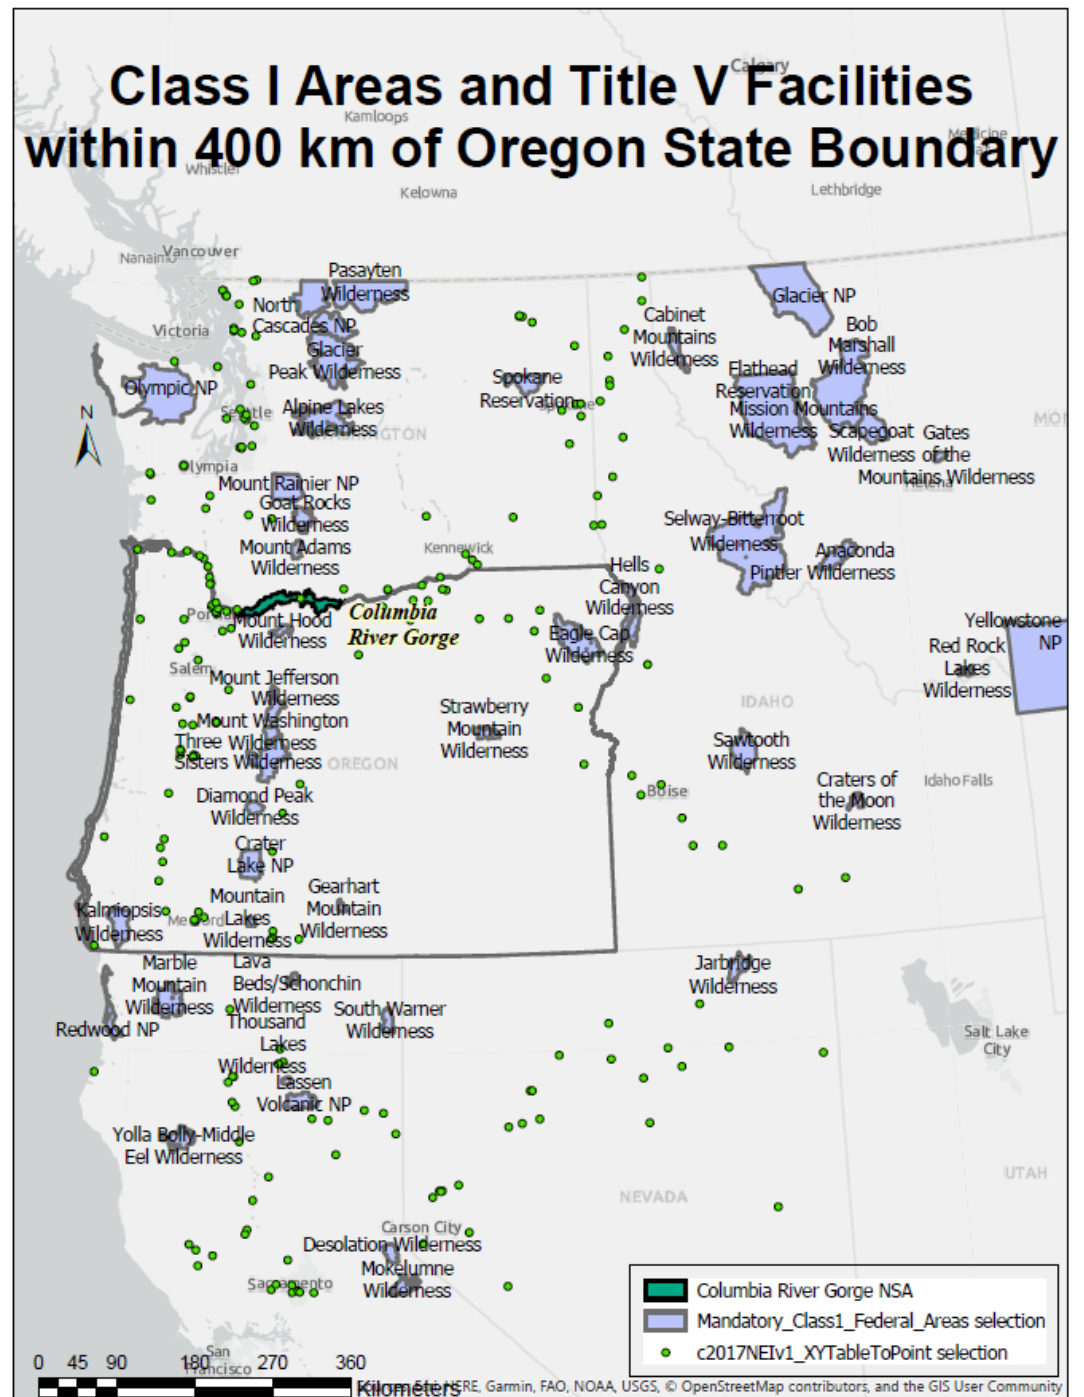 Class I Areas and Title V Facilities
within 400 km of Oregon State Boundary
Calgary
Kamloops
Medicine
Whistler
Kelowna
Lethbridge
Vancouver
Nanaimo
Pasayten
Wilderness
North
Cascades NP
Victoria
Glacier
Peak Wilderness
Olympic NP
Seattle
Alpine Lakes
Wilderness
WASHINGTON
N
Spokane
Reservation
Spokane
Cabinet
Mountains
Wilderness
Glacier NP
Bob
Marshall
Wilderness
Flathead
Reservation
Mission Mountains
Wilderness
Scapegoat
Wilderness
Gates
of the
Mountains Wilderness
Helena
Olympia
Mount Rainier NP
Goat Rocks
Wilderness
Mount Adams
Wilderness
Kennewick
Selway-Bitterroot
Wilderness
Anaconda
Pintler Wilderness
Hells
Canyon
Wilderness
Columbia
River Gorge
Mount Hood
Wilderness
Eagle Cap
Wilderness
Yellowstone
NP
Red Rock
Lakes
Wilderness
Salem
Mount Jefferson
Wilderness
Mount Washington
Wilderness
Three
Sisters Wilderness
OREGON
Strawberry
Mountain
Wilderness
IDAHO
Sawtooth
Wilderness
Boise
Craters of
the Moon
Wilderness
Idaho Falls
Diamond Peak
Wilderness
Crater
Lake NP
Mountain
Lakes
Wilderness
Gearhart
Mountain
Wilderness
Kalmiopsis
Wilderness
Medford
Marble
Mountain
Wilderness
Lava
Beds/Schonchin
Wilderness
Redwood NP
Thousand
Lakes
Wilderness
South Warner
Wilderness
Jarbridge
Wilderness
Salt Lake
City
Lassen
Volcanic NP
Yolla Bolly-Middle
Eel Wilderness
NEVADA
UTAH
Carson City
Desolation Wilderness
Mokelumne
Wilderness
Sacramento
San
Francisco
Columbia River Gorge NSA
Mandatory_Class1_Federal_Areas selection
c2017NEIv1_XYTableToPoint selection
0 45 90 180 270 360
Kilometers
Esri, HERE, Garmin, FAO, NOAA, USGS, © OpenStreetMap contributors, and the GIS User Community